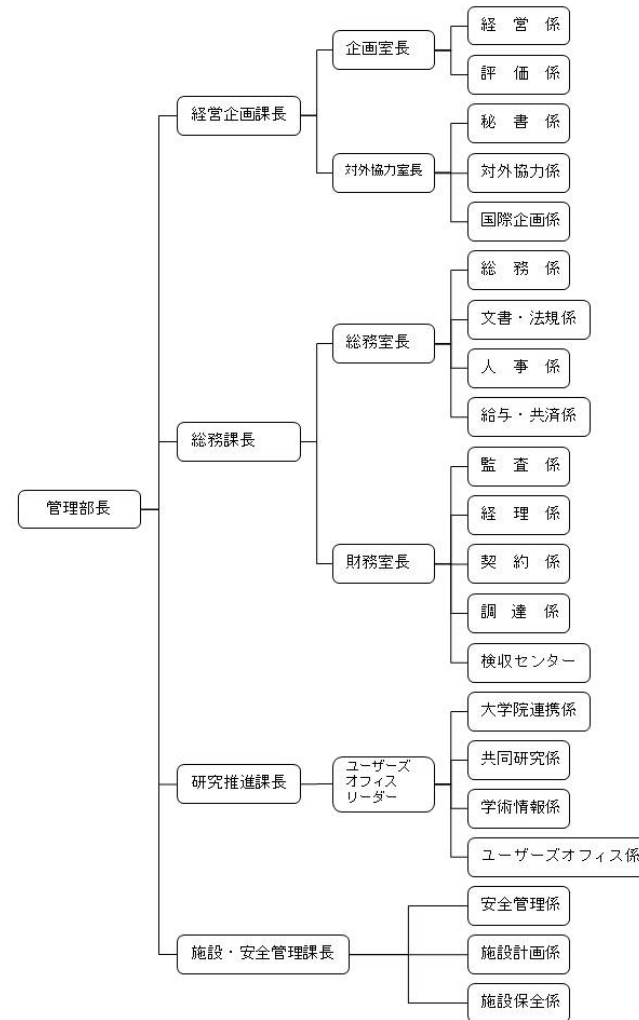 管理部長
経営企画課長
企画室長
経　営　係
評　価　係
対外協力室長
秘　書　係
対外協力係
国際企画係
総務課長
総務室長
総　務　係
文書・法規係
人　事　係
給与・共済係
財務室長
監　査　係
経　理　係
契　約　係
調　達　係
検収センター
研究推進課長
ユーザーズ
オフィス
リーダー
大学院連携係
共同研究係
学術情報係
ユーザーズオフィス係
施設・安全管理課長
安全管理係
施設計画係
施設保全係